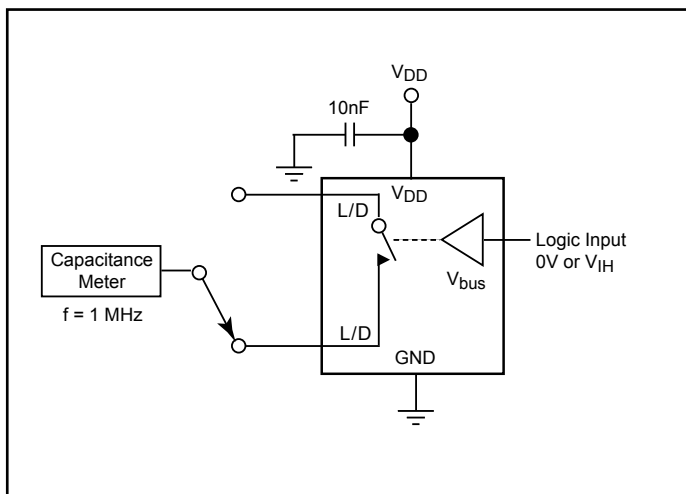 VDD
10nF
VDD
L/D
Capacitance
Meter
f = 1 MHz
Logic Input
0V or VIH
Vbus
L/D
GND